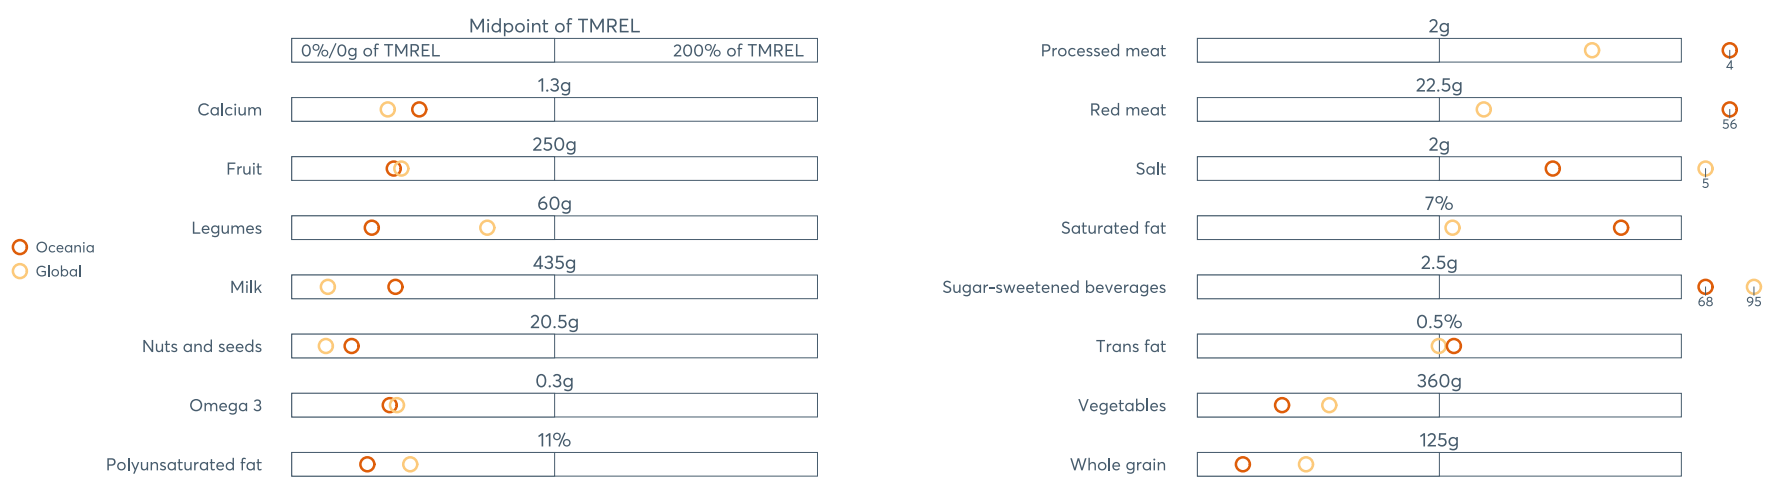 Midpoint of TMREL
0%/0g of TMREL 200% of TMREL
1.3g
Calcium
250g
Fruit
60g
Legumes
Oceania
Global
435g
Milk
20.5g
Nuts and seeds
0.3g
Omega 3
11%
Polyunsaturated fat
2g
Processed meat
4
22.5g
Red meat
56
2g
Salt
5
7%
Saturated fat
2.5g
Sugar-sweetened beverages
68 95
0.5%
Trans fat
360g
Vegetables
125g
Whole grain